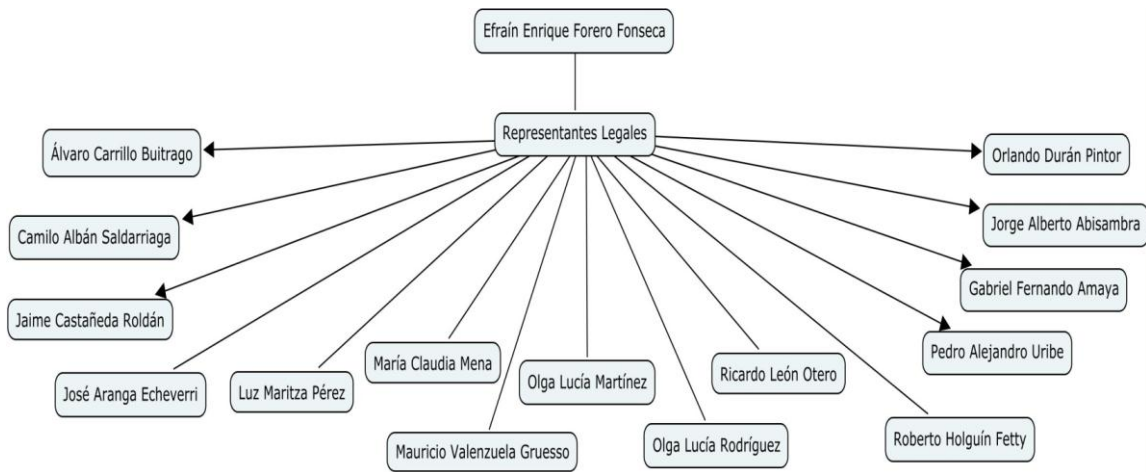 Efraín Enrique Forero Fonseca
Representantes Legales
Álvaro Carrillo Buitrago
Orlando Durán Pintor
Camilo Albán Saldarriaga
Jorge Alberto Abisambra
Gabriel Fernando Amaya
Jaime Castañeda Roldán
Pedro Alejandro Uribe
María Claudia Mena
Ricardo León Otero
José Aranga Echeverri
Luz Maritza Pérez
Olga Lucía Martínez
Roberto Holguín Fetty
Mauricio Valenzuela Gruesso
Olga Lucía Rodríguez